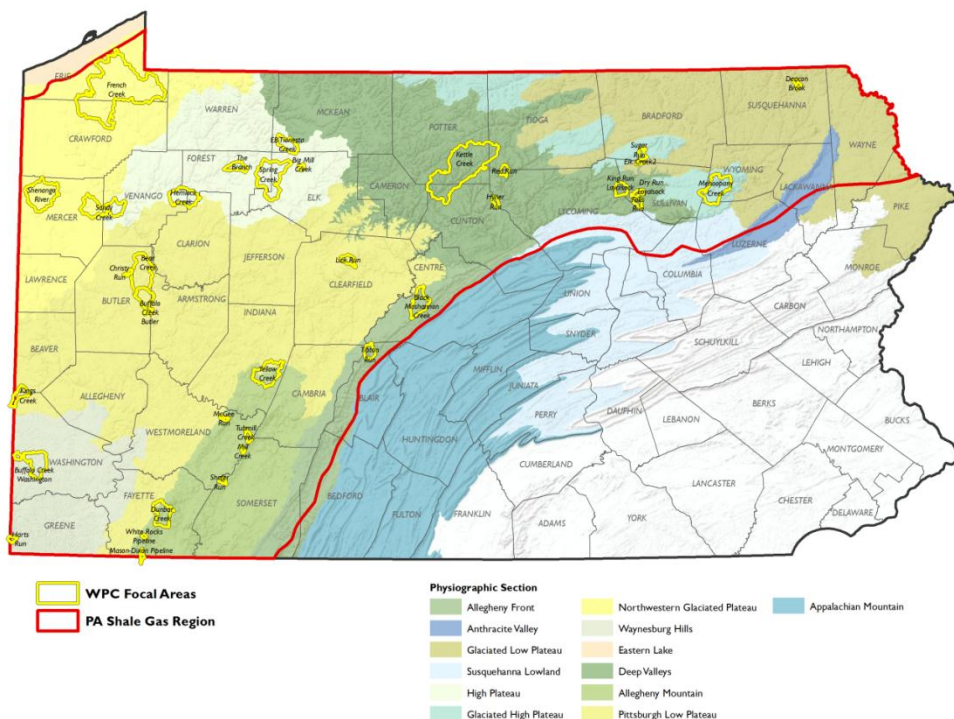 ERIE
French
Creek
CRAWFORD
WARREN
MCKEAN
POTTER
TIOGA
BRADFORD
SUSQUEHANNA
Deacon
Brook
WAYNE
FOREST
The
Branch
Spring
Creek
Big Mill
Creek
ELK
Kettle
Creek
Red Run
Hyner
Run
CAMERON
CLINTON
LYCOMING
SULLIVAN
Sugar
Run
King Run
Loyalsock
Dry Run
Loyalsock
Falls
Run
WYOMING
Mehoopany
Creek
LACKAWANNA
PIKE
Shenango
River
MERCER
Sandy
Creek
VENANGO
Hemlock
Creek
CLARION
JEFFERSON
Lick Run
CLEARFIELD
CENTRE
Black
Moshannon
Creek
UNION
COLUMBIA
LUZERNE
MONROE
CARBON
LAWRENCE
Christy
Run
Bear
Creek
BUTLER
Buffalo
Creek
Butler
ARMSTRONG
INDIANA
SNYDER
NORTHAMPTON
SCHUYLKILL
LEHIGH
BEAVER
Yellow
Creek
CAMBRIA
Tipton
Run
BLAIR
MIFFLIN
JUNIATA
PERRY
DAUPHIN
LEBANON
BERKS
BUCKS
Kings
Creek
ALLEGHENY
WESTMORELAND
McGee
Run
Tubmill
Creek
Mill
Creek
HUNTINGDON
CUMBERLAND
LANCASTER
MONTGOMERY
WASHINGTON
Buffalo Creek
Washington
Shafer
Run
SOMERSET
BEDFORD
FULTON
FRANKLIN
ADAMS
YORK
CHESTER
DELAWARE
GREENE
FAYETTE
Dunbar
Creek
Harts
Run
White Rocks
Pipeline
Mason-Dixon Pipeline
WPC Focal Areas
PA Shale Gas Region
Physiographic Section
Allegheny Front
Anthracite Valley
Glaciated Low Plateau
Susquehanna Lowland
High Plateau
Glaciated High Plateau
Northwestern Glaciated Plateau
Waynesburg Hills
Eastern Lake
Deep Valleys
Allegheny Mountain
Pittsburgh Low Plateau
Appalachian Mountain